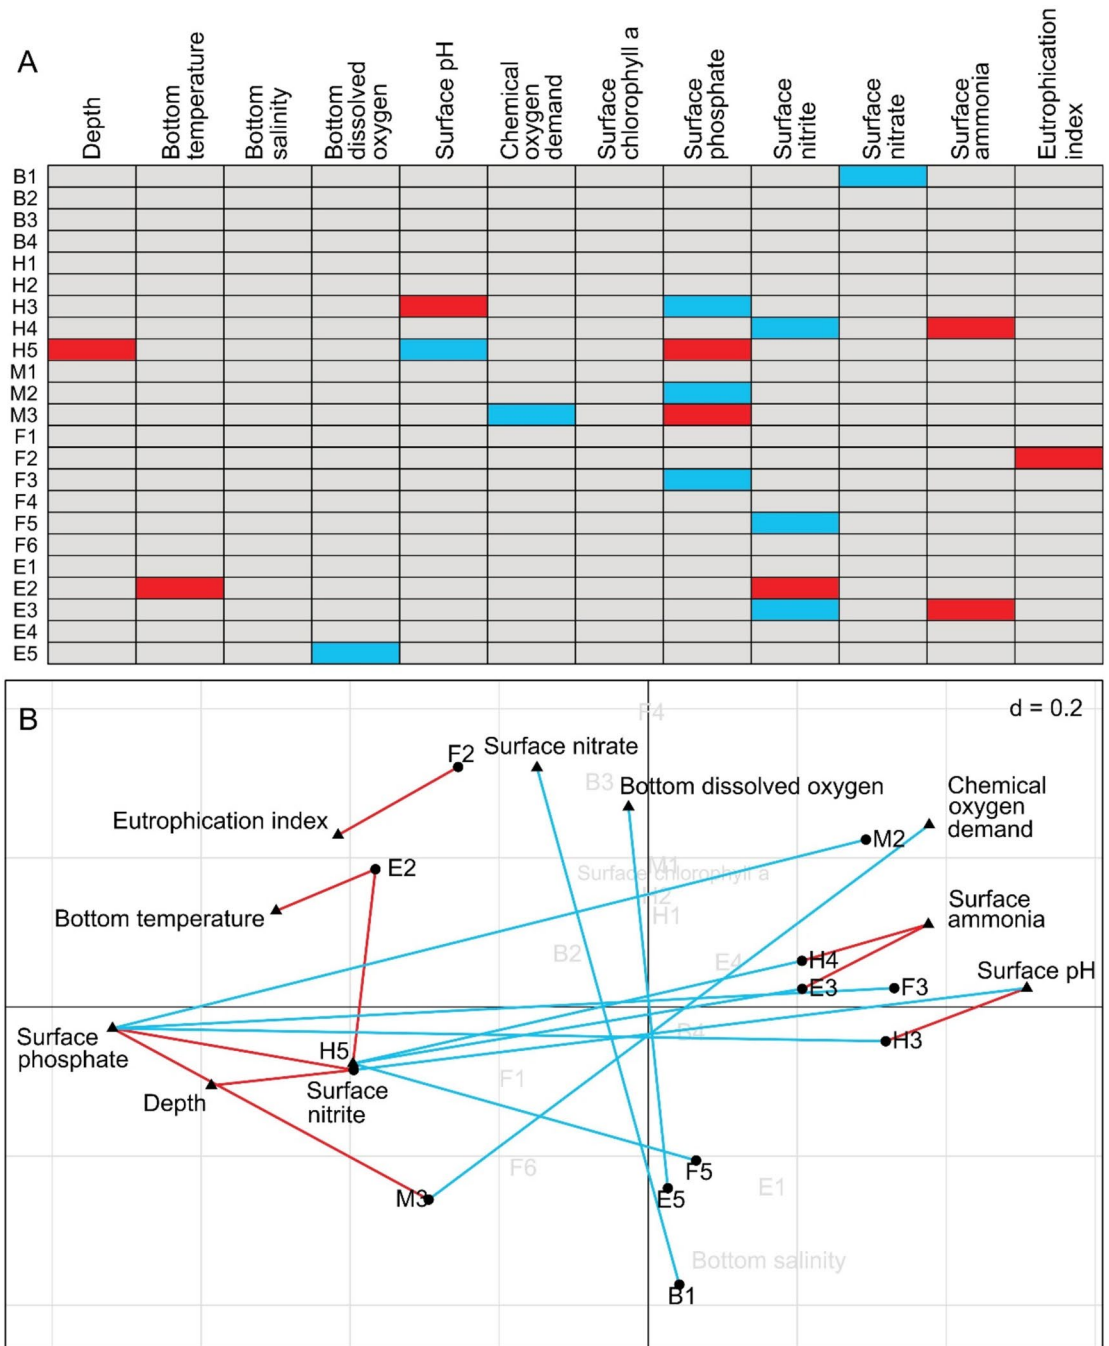 A
Depth
Bottom
temperature
Bottom
salinity
Bottom
dissolved
oxygen
Surface pH
Chemical
oxygen
demand
Surface
chlorophyll a
Surface
phosphate
Surface
nitrite
Surface
nitrate
Surface
ammonia
Eutrophication
index
B1
B2
B3
B4
H1
H2
H3
H4
H5
M1
M2
M3
F1
F2
F3
F4
F5
F6
E1
E2
E3
E4
E5
B
d = 0.2
F4
F2
Surface nitrate
B3
Bottom dissolved oxygen
Chemical
oxygen
demand
Eutrophication index
M2
M1
Surface chlorophyll a
E2
H2
Bottom temperature
H1
Surface
ammonia
B2
E4
H4
Surface pH
E3
F3
Surface
phosphate
B4
H3
H5
Depth
Surface
nitrite
F1
F6
F5
M3
E5
E1
Bottom salinity
B1